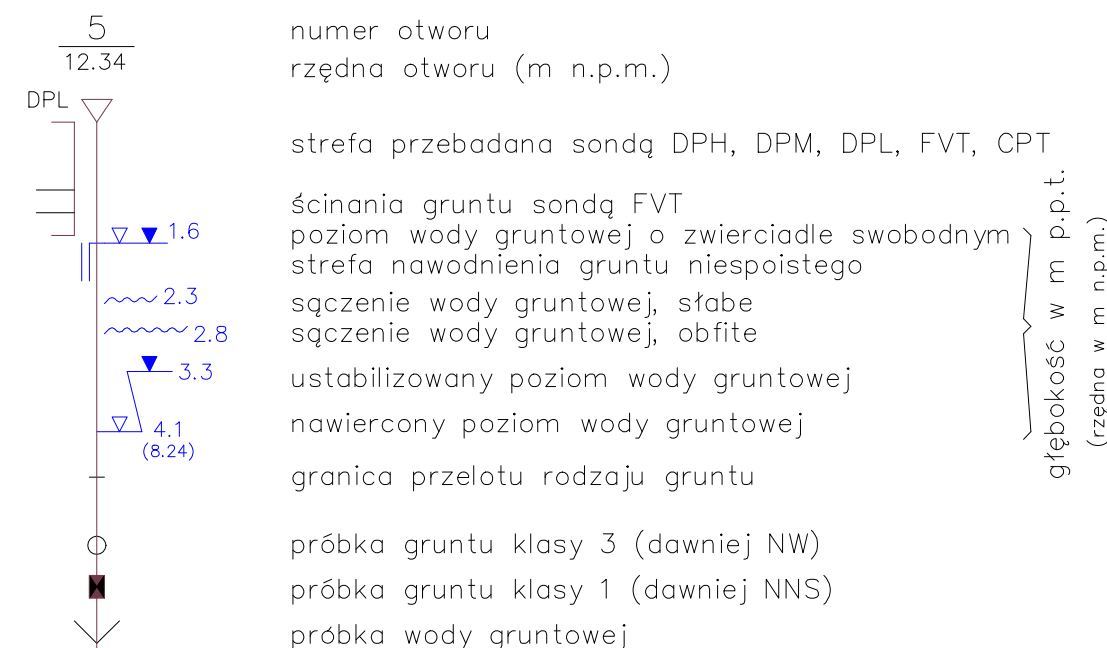 5
numer otworu
12.34
rzędna otworu (m n.p.m.)
DPL
strefa przebadana sondą DPH, DPM, DPL, FVT, CPT
ścinania gruntu sondą FVT
1.6
poziom wody gruntowej o zwierciadle swobodnym
strefa nawodnienia gruntu niespoistego
2.3
sączenie wody gruntowej, słabe
2.8
sączenie wody gruntowej, obfite
3.3
ustabilizowany poziom wody gruntowej
4.1
nawiercony poziom wody gruntowej
(8.24)
granica przelotu rodzaju gruntu
próbka gruntu klasy 3 (dawniej NW)
próbka gruntu klasy 1 (dawniej NNS)
próbka wody gruntowej
głębokość w m p.p.t.
(rzędna w m n.p.m.)